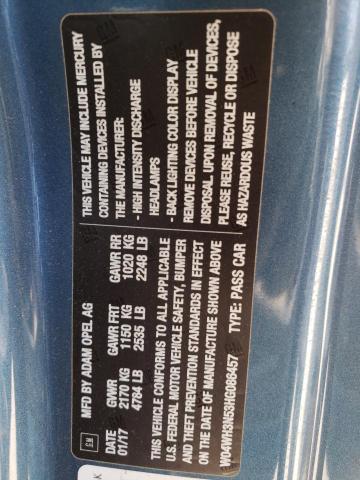 MFD BY ADAM OPEL AG
DATE GVWR GAWR FRT GAWR RR
01/17 2170 KG 1150 KG 1020 KG
4784 LB 2535 LB 2248 LB
THIS VEHICLE CONFORMS TO ALL APPLICABLE
U.S. FEDERAL MOTOR VEHICLE SAFETY, BUMPER
AND THEFT PREVENTION STANDARDS IN EFFECT
ON THE DATE OF MANUFACTURE SHOWN ABOVE
W04WH3N53HG086457 TYPE: PASS CAR
THIS VEHICLE MAY INCLUDE MERCURY
CONTAINING DEVICES INSTALLED BY
THE MANUFACTURER:
- HIGH INTENSITY DISCHARGE
HEADLAMPS
- BACK LIGHTING COLOR DISPLAY
REMOVE DEVICES BEFORE VEHICLE
DISPOSAL. UPON REMOVAL OF DEVICES,
PLEASE REUSE, RECYCLE OR DISPOSE
AS HAZARDOUS WASTE
GM